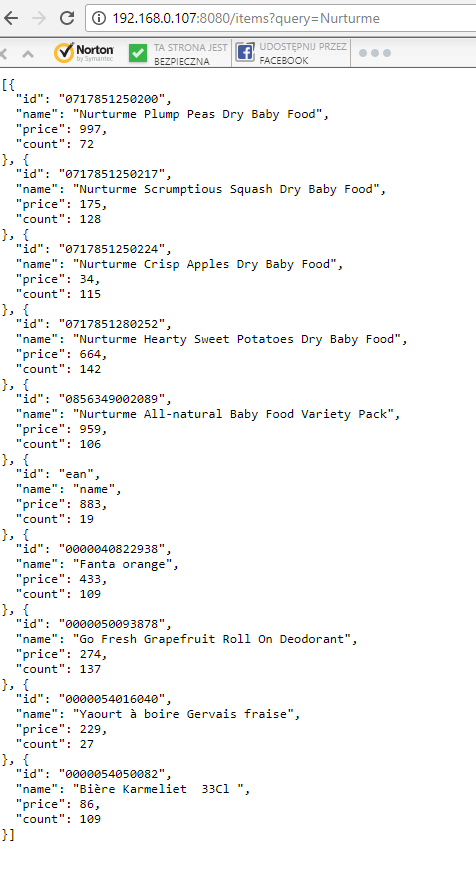 192.168.0.107:8080/items?query=Nurturme
Norton
by Symantec
TA STRONA JEST
BEZPIECZNA
UDOSTĘPNIJ PRZEZ
FACEBOOK
[{
"id": "0717851250200",
"name": "Nurturme Plump Peas Dry Baby Food",
"price": 997,
"count": 72
}, {
"id": "0717851250217",
"name": "Nurturme Scrumptious Squash Dry Baby Food",
"price": 175,
"count": 128
}, {
"id": "0717851250224",
"name": "Nurturme Crisp Apples Dry Baby Food",
"price": 34,
"count": 115
}, {
"id": "0717851280252",
"name": "Nurturme Hearty Sweet Potatoes Dry Baby Food",
"price": 664,
"count": 142
}, {
"id": "0856349002089",
"name": "Nurturme All-natural Baby Food Variety Pack",
"price": 959,
"count": 106
}, {
"id": "ean",
"name": "name",
"price": 883,
"count": 19
}, {
"id": "0000040822938",
"name": "Fanta orange",
"price": 433,
"count": 109
}, {
"id": "0000050093878",
"name": "Go Fresh Grapefruit Roll On Deodorant",
"price": 274,
"count": 137
}, {
"id": "0000054016040",
"name": "Yaourt à boire Gervais fraise",
"price": 229,
"count": 27
}, {
"id": "0000054050082",
"name": "Bière Karmeliet  33Cl ",
"price": 86,
"count": 109
}]